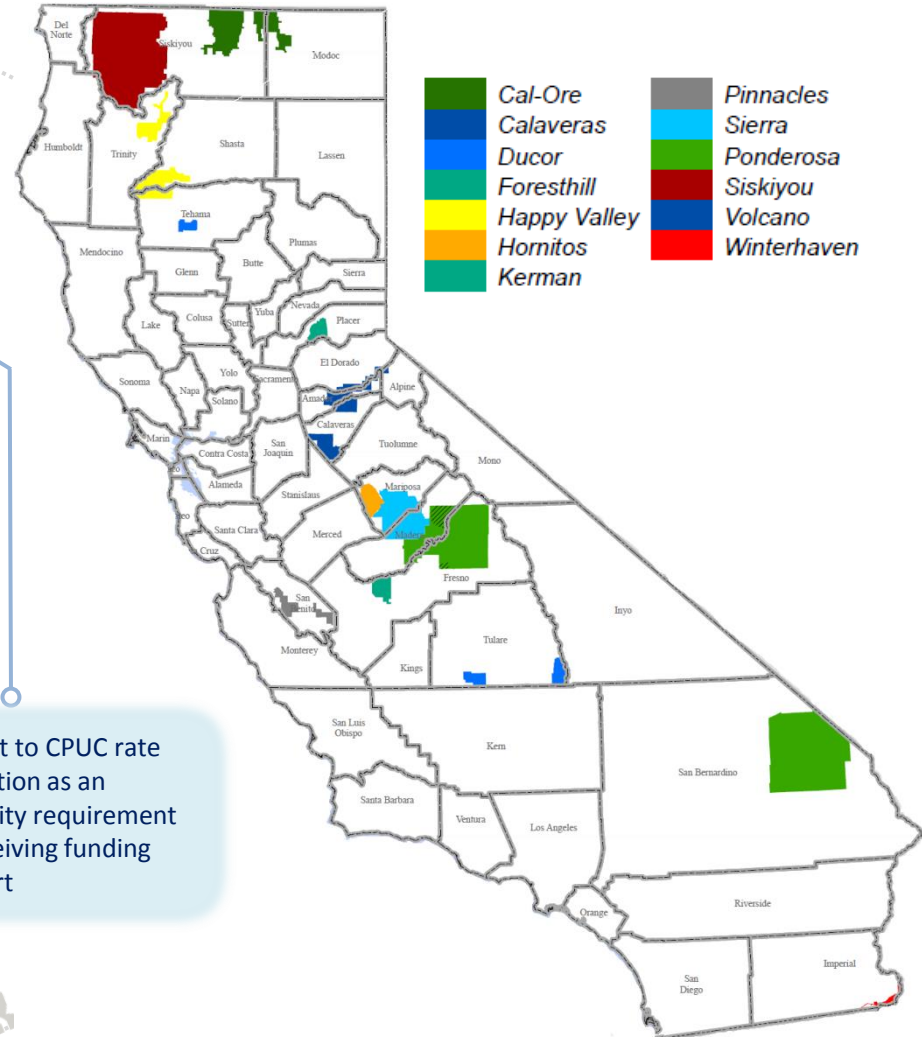 Del
Norte
Siskiyou
Modoc
Humboldt
Trinity
Shasta
Lassen
Tehama
Mendocino
Plumas
Glenn
Butte
Sierra
Lake
Colusa
Sutter
Yuba
Nevada
Placer
El Dorado
Sonoma
Napa
Yolo
Solano
Sacrament
Amad
Alpine
Calaveras
Marin
Contra Costa
San
Joaquin
Tuolumne
Mono
Alameda
Stanislaus
Mariposa
eo
Santa Clara
Merced
Mader
Cruz
Fresno
San
Benito
Inyo
Monterey
Kings
Tulare
San Luis
Obispo
Kern
San Bernardino
Santa Barbara
Ventura
Los Angeles
Orange
Riverside
San
Diego
Imperial
Cal-Ore
Calaveras
Ducor
Foresthill
Happy Valley
Hornitos
Kerman
Pinnacles
Sierra
Ponderosa
Siskiyou
Volcano
Winterhaven
t to CPUC rate
tion as an
ity requirement
eiving funding
rt